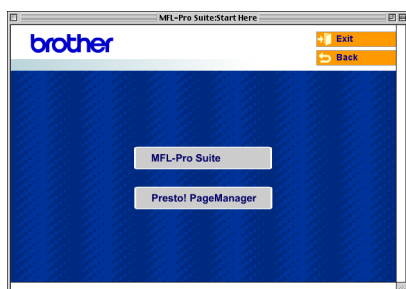 MFL-Pro Suite:Start Here
brother
Exit
Back
MFL-Pro Suite
Presto! PageManager